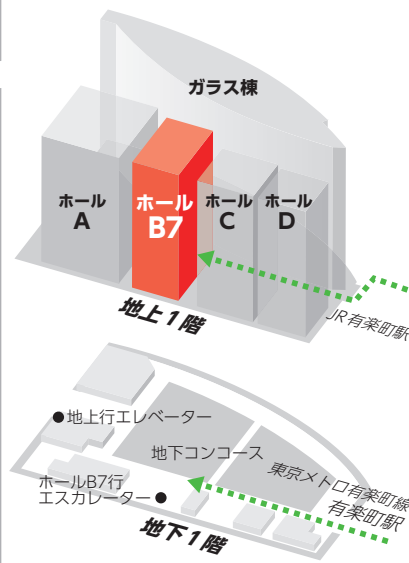 ガラス棟
ホール
A
ホール
B7
ホール
C
ホール
D
地上1階
JR有楽町駅
●地上行エレベーター
地下コンコース
ホールB7行
エスカレーター●
東京メトロ有楽町線
有楽町駅
地下1階